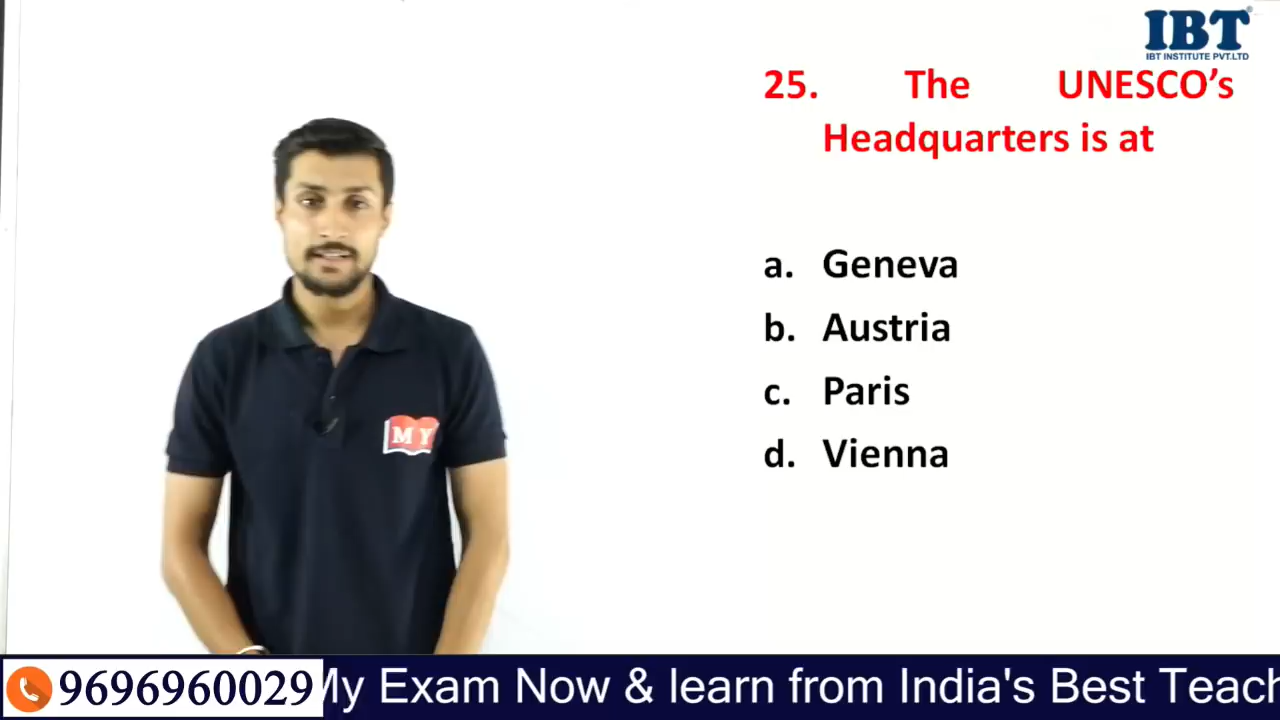 IBT
IBT INSTITUTE PVT.LTD
25. The UNESCO’s
Headquarters is at
a. Geneva
b. Austria
c. Paris
d. Vienna
M Y
9696960029
My Exam Now & learn from India's Best Teach